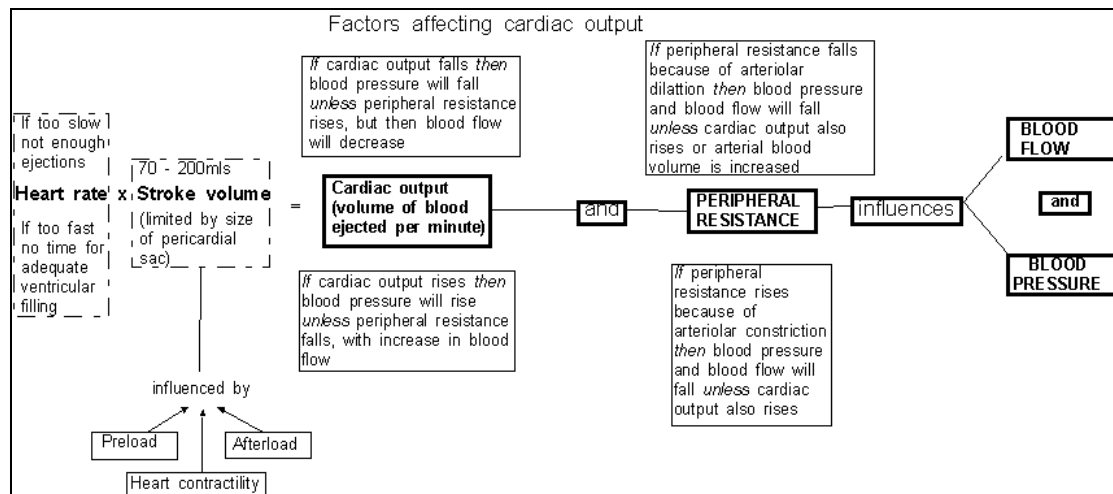 Factors affecting cardiac output
If too slow
not enough
ejections
Heart rate
If too fast
no time for
adequate
ventricular
filling
x
70 - 200mls
Stroke volume
(limited by size
of pericardial
sac)
influenced by
Preload
Afterload
Heart contractility
=
If cardiac output falls then
blood pressure will fall
unless peripheral resistance
rises, but then blood flow
will decrease
Cardiac output
(volume of blood
ejected per minute)
If cardiac output rises then
blood pressure will rise
unless peripheral resistance
falls, with increase in blood
flow
and
If peripheral resistance falls
because of arteriolar
dilattion then blood pressure
and blood flow will fall
unless cardiac output also
rises or arterial blood
volume is increased
PERIPHERAL
RESISTANCE
If peripheral
resistance rises
because of
arteriolar constriction
then blood pressure
and blood flow will
fall unless cardiac
output also rises
influences
BLOOD
FLOW
and
BLOOD
PRESSURE